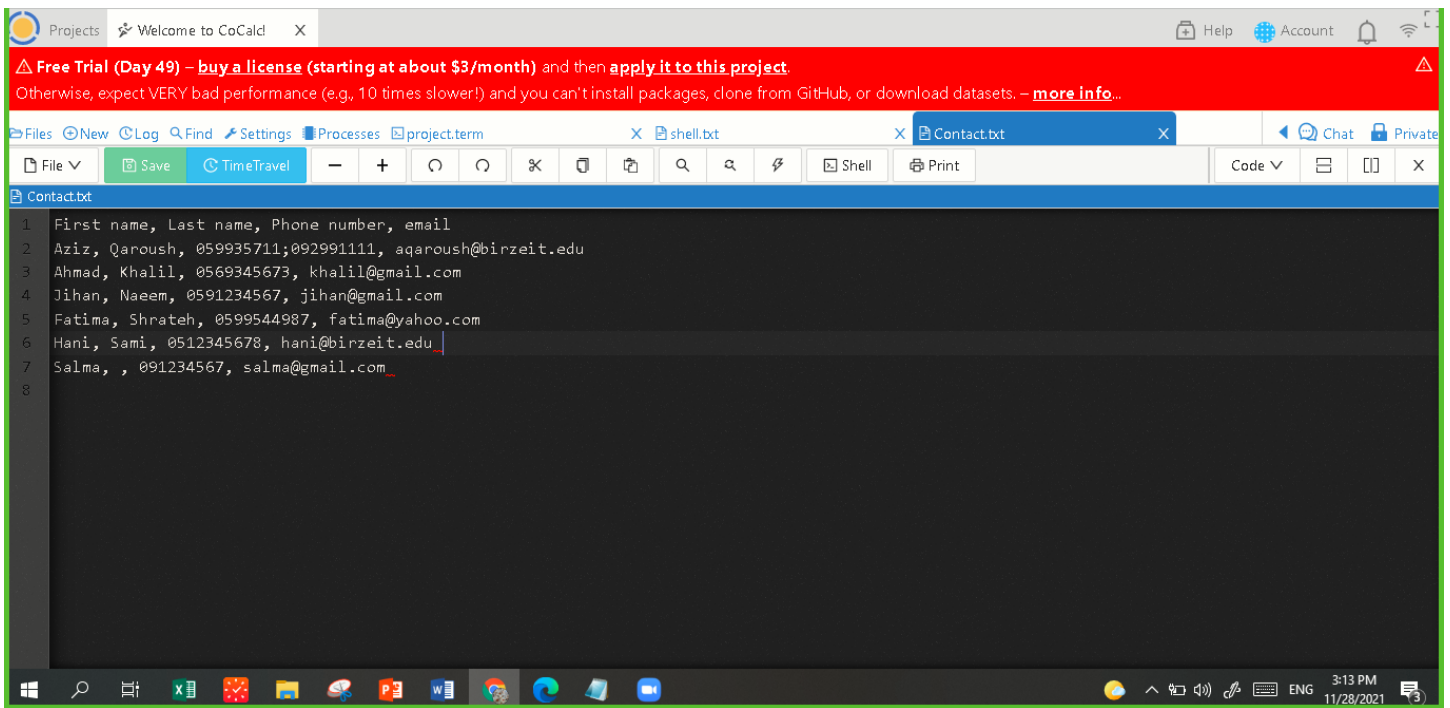 Projects Welcome to CoCalc! X Help Account
Free Trial (Day 49) – buy a license (starting at about $3/month) and then apply it to this project.
Otherwise, expect VERY bad performance (e.g., 10 times slower!) and you can't install packages, clone from GitHub, or download datasets. – more info...
Files New Log Find Settings Processes project.term X shell.txt X Contact.txt X Chat Private
File Save TimeTravel Shell Print Code X
Contact.txt
1 First name, Last name, Phone number, email
2 Aziz, Qaroush, 059935711;092991111, aqaroush@birzeit.edu
3 Ahmad, Khalil, 0569345673, khalil@gmail.com
4 Jihan, Naeem, 0591234567, jihan@gmail.com
5 Fatima, Shrateh, 0599544987, fatima@yahoo.com
6 Hani, Sami, 0512345678, hani@birzeit.edu
7 Salma, , 091234567, salma@gmail.com
8
ENG 3:13 PM
11/28/2021 3